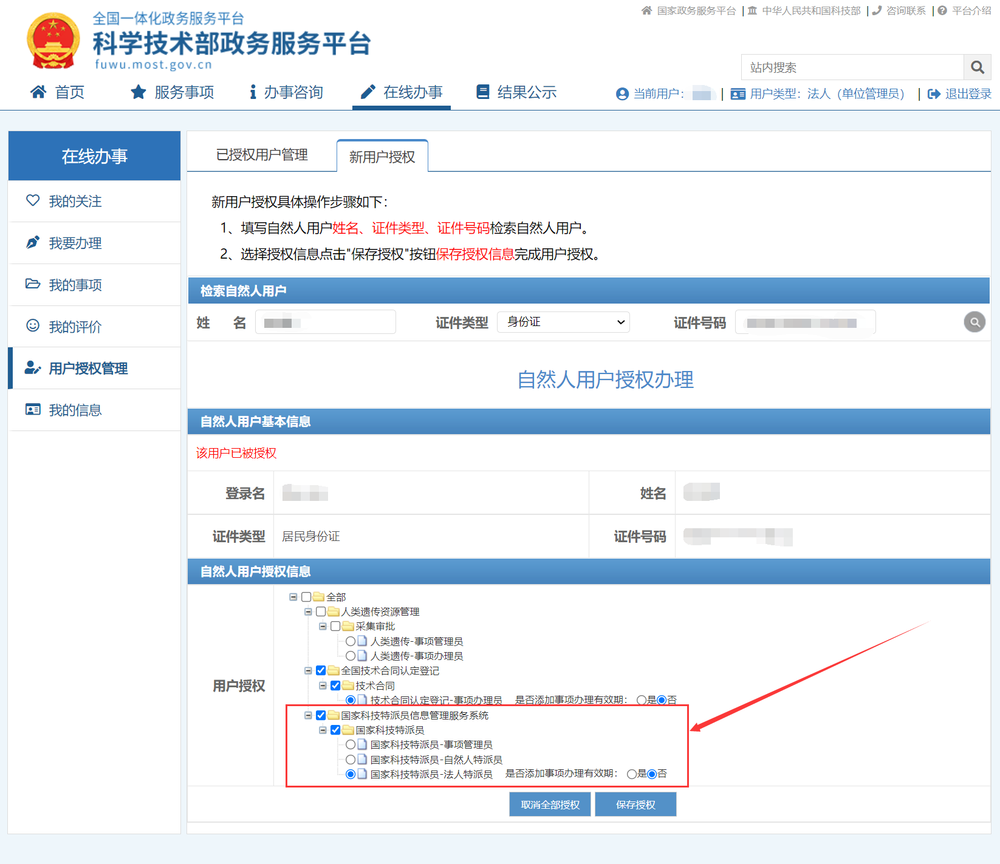 国家政务服务平台 | 中华人民共和国科技部 | 咨询联系 | 平台介绍
全国一体化政务服务平台
科学技术部政务服务平台
fuwu.most.gov.cn
站内搜索
首页 服务事项 办事咨询 在线办事 结果公示
当前用户： | 用户类型：法人（单位管理员） | 退出登录
在线办事
我的关注
我要办理
我的事项
我的评价
用户授权管理
我的信息
已授权用户管理 新用户授权
新用户授权具体操作步骤如下：
1、填写自然人用户姓名、证件类型、证件号码检索自然人用户。
2、选择授权信息点击"保存授权"按钮保存授权信息完成用户授权。
检索自然人用户
姓 名 证件类型 身份证 证件号码
自然人用户授权办理
自然人用户基本信息
该用户已被授权
登录名 姓名
证件类型 居民身份证 证件号码
自然人用户授权信息
用户授权
全部
人类遗传资源管理
采集审批
人类遗传-事项管理员
人类遗传-事项办理员
全国技术合同认定登记
技术合同
技术合同认定登记-事项办理员 是否添加事项办理有效期： 是 否
国家科技特派员信息管理服务系统
国家科技特派员
国家科技特派员-事项管理员
国家科技特派员-自然人特派员
国家科技特派员-法人特派员 是否添加事项办理有效期： 是 否
取消全部授权 保存授权